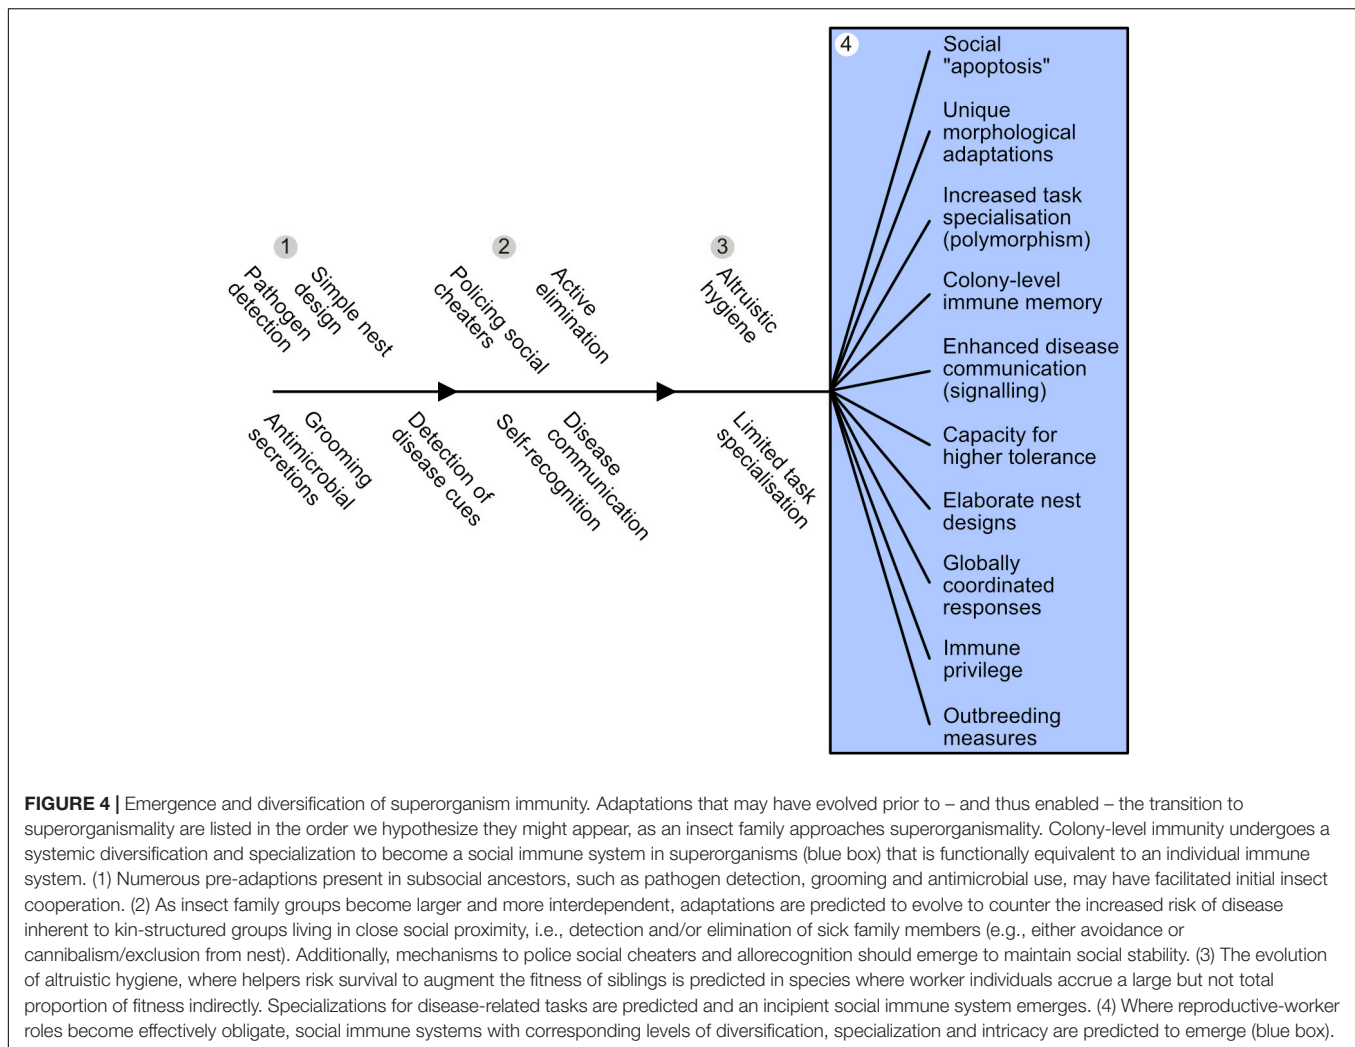 1
Pathogen
detection
Simple nest
design
2
Policing social
cheaters
Active
elimination
3
Altruistic
hygiene
Antimicrobial
secretions
Grooming
Detection of
disease cues
Self-recognition
Disease
communication
Limited task
specialisation
4
Social
"apoptosis"
Unique
morphological
adaptations
Increased task
specialisation
(polymorphism)
Colony-level
immune memory
Enhanced disease
communication
(signalling)
Capacity for
higher tolerance
Elaborate nest
designs
Globally
coordinated
responses
Immune
privilege
Outbreeding
measures
FIGURE 4 | Emergence and diversification of superorganism immunity. Adaptations that may have evolved prior to – and thus enabled – the transition to
superorganismality are listed in the order we hypothesize they might appear, as an insect family approaches superorganismality. Colony-level immunity undergoes a
systemic diversification and specialization to become a social immune system in superorganisms (blue box) that is functionally equivalent to an individual immune
system. (1) Numerous pre-adaptions present in subsocial ancestors, such as pathogen detection, grooming and antimicrobial use, may have facilitated initial insect
cooperation. (2) As insect family groups become larger and more interdependent, adaptations are predicted to evolve to counter the increased risk of disease
inherent to kin-structured groups living in close social proximity, i.e., detection and/or elimination of sick family members (e.g., either avoidance or
cannibalism/exclusion from nest). Additionally, mechanisms to police social cheaters and allorecognition should emerge to maintain social stability. (3) The evolution
of altruistic hygiene, where helpers risk survival to augment the fitness of siblings is predicted in species where worker individuals accrue a large but not total
proportion of fitness indirectly. Specializations for disease-related tasks are predicted and an incipient social immune system emerges. (4) Where reproductive-worker
roles become effectively obligate, social immune systems with corresponding levels of diversification, specialization and intricacy are predicted to emerge (blue box).